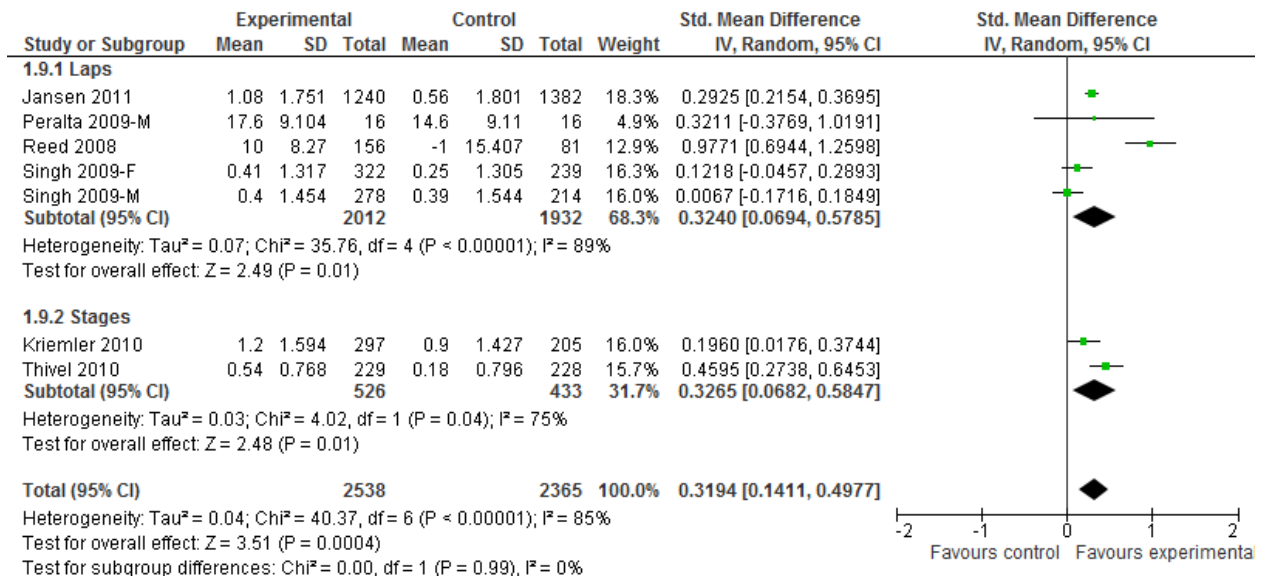 Experimental Control Std. Mean Difference Std. Mean Difference
Study or Subgroup Mean SD Total Mean SD Total Weight IV, Random, 95% CI IV, Random, 95% CI
1.9.1 Laps
Jansen 2011 1.08 1.751 1240 0.56 1.801 1382 18.3% 0.2925 [0.2154, 0.3695]
Peralta 2009-M 17.6 9.104 16 14.6 9.11 16 4.9% 0.3211 [-0.3769, 1.0191]
Reed 2008 10 8.27 156 -1 15.407 81 12.9% 0.9771 [0.6944, 1.2598]
Singh 2009-F 0.41 1.317 322 0.25 1.305 239 16.3% 0.1218 [-0.0457, 0.2893]
Singh 2009-M 0.4 1.454 278 0.39 1.544 214 16.0% 0.0067 [-0.1716, 0.1849]
Subtotal (95% CI) 2012 1932 68.3% 0.3240 [0.0694, 0.5785]
Heterogeneity: Tau² = 0.07; Chi² = 35.76, df = 4 (P < 0.00001); I² = 89%
Test for overall effect: Z = 2.49 (P = 0.01)
1.9.2 Stages
Kriemler 2010 1.2 1.594 297 0.9 1.427 205 16.0% 0.1960 [0.0176, 0.3744]
Thivel 2010 0.54 0.768 229 0.18 0.796 228 15.7% 0.4595 [0.2738, 0.6453]
Subtotal (95% CI) 526 433 31.7% 0.3265 [0.0682, 0.5847]
Heterogeneity: Tau² = 0.03; Chi² = 4.02, df = 1 (P = 0.04); I² = 75%
Test for overall effect: Z = 2.48 (P = 0.01)
Total (95% CI) 2538 2365 100.0% 0.3194 [0.1411, 0.4977]
Heterogeneity: Tau² = 0.04; Chi² = 40.37, df = 6 (P < 0.00001); I² = 85%
Test for overall effect: Z = 3.51 (P = 0.0004)
Test for subgroup differences: Chi² = 0.00, df = 1 (P = 0.99), I² = 0%
-2 -1 0 1 2
Favours control Favours experimenta